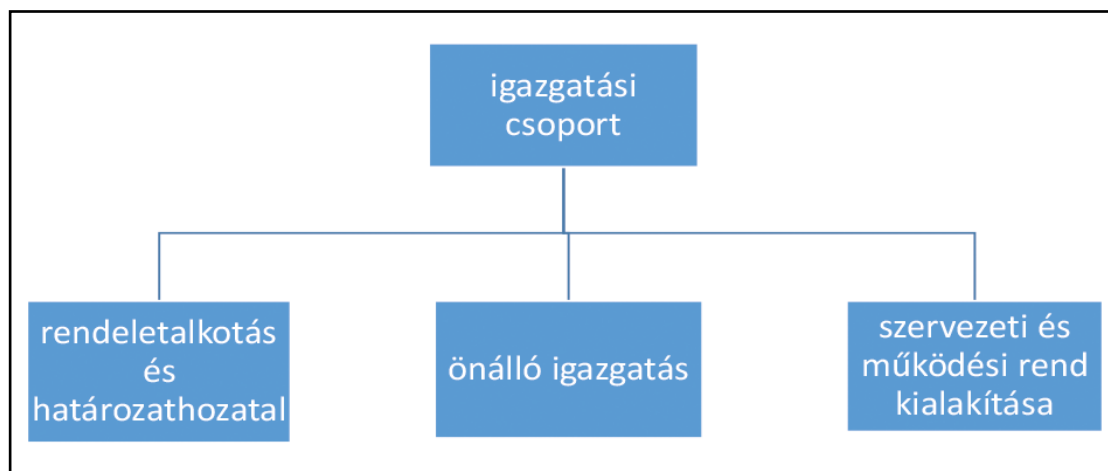 igazgatási
csoport
rendeletalkotás
és
határozathozatal
önálló igazgatás
szervezeti és
működési rend
kialakítása